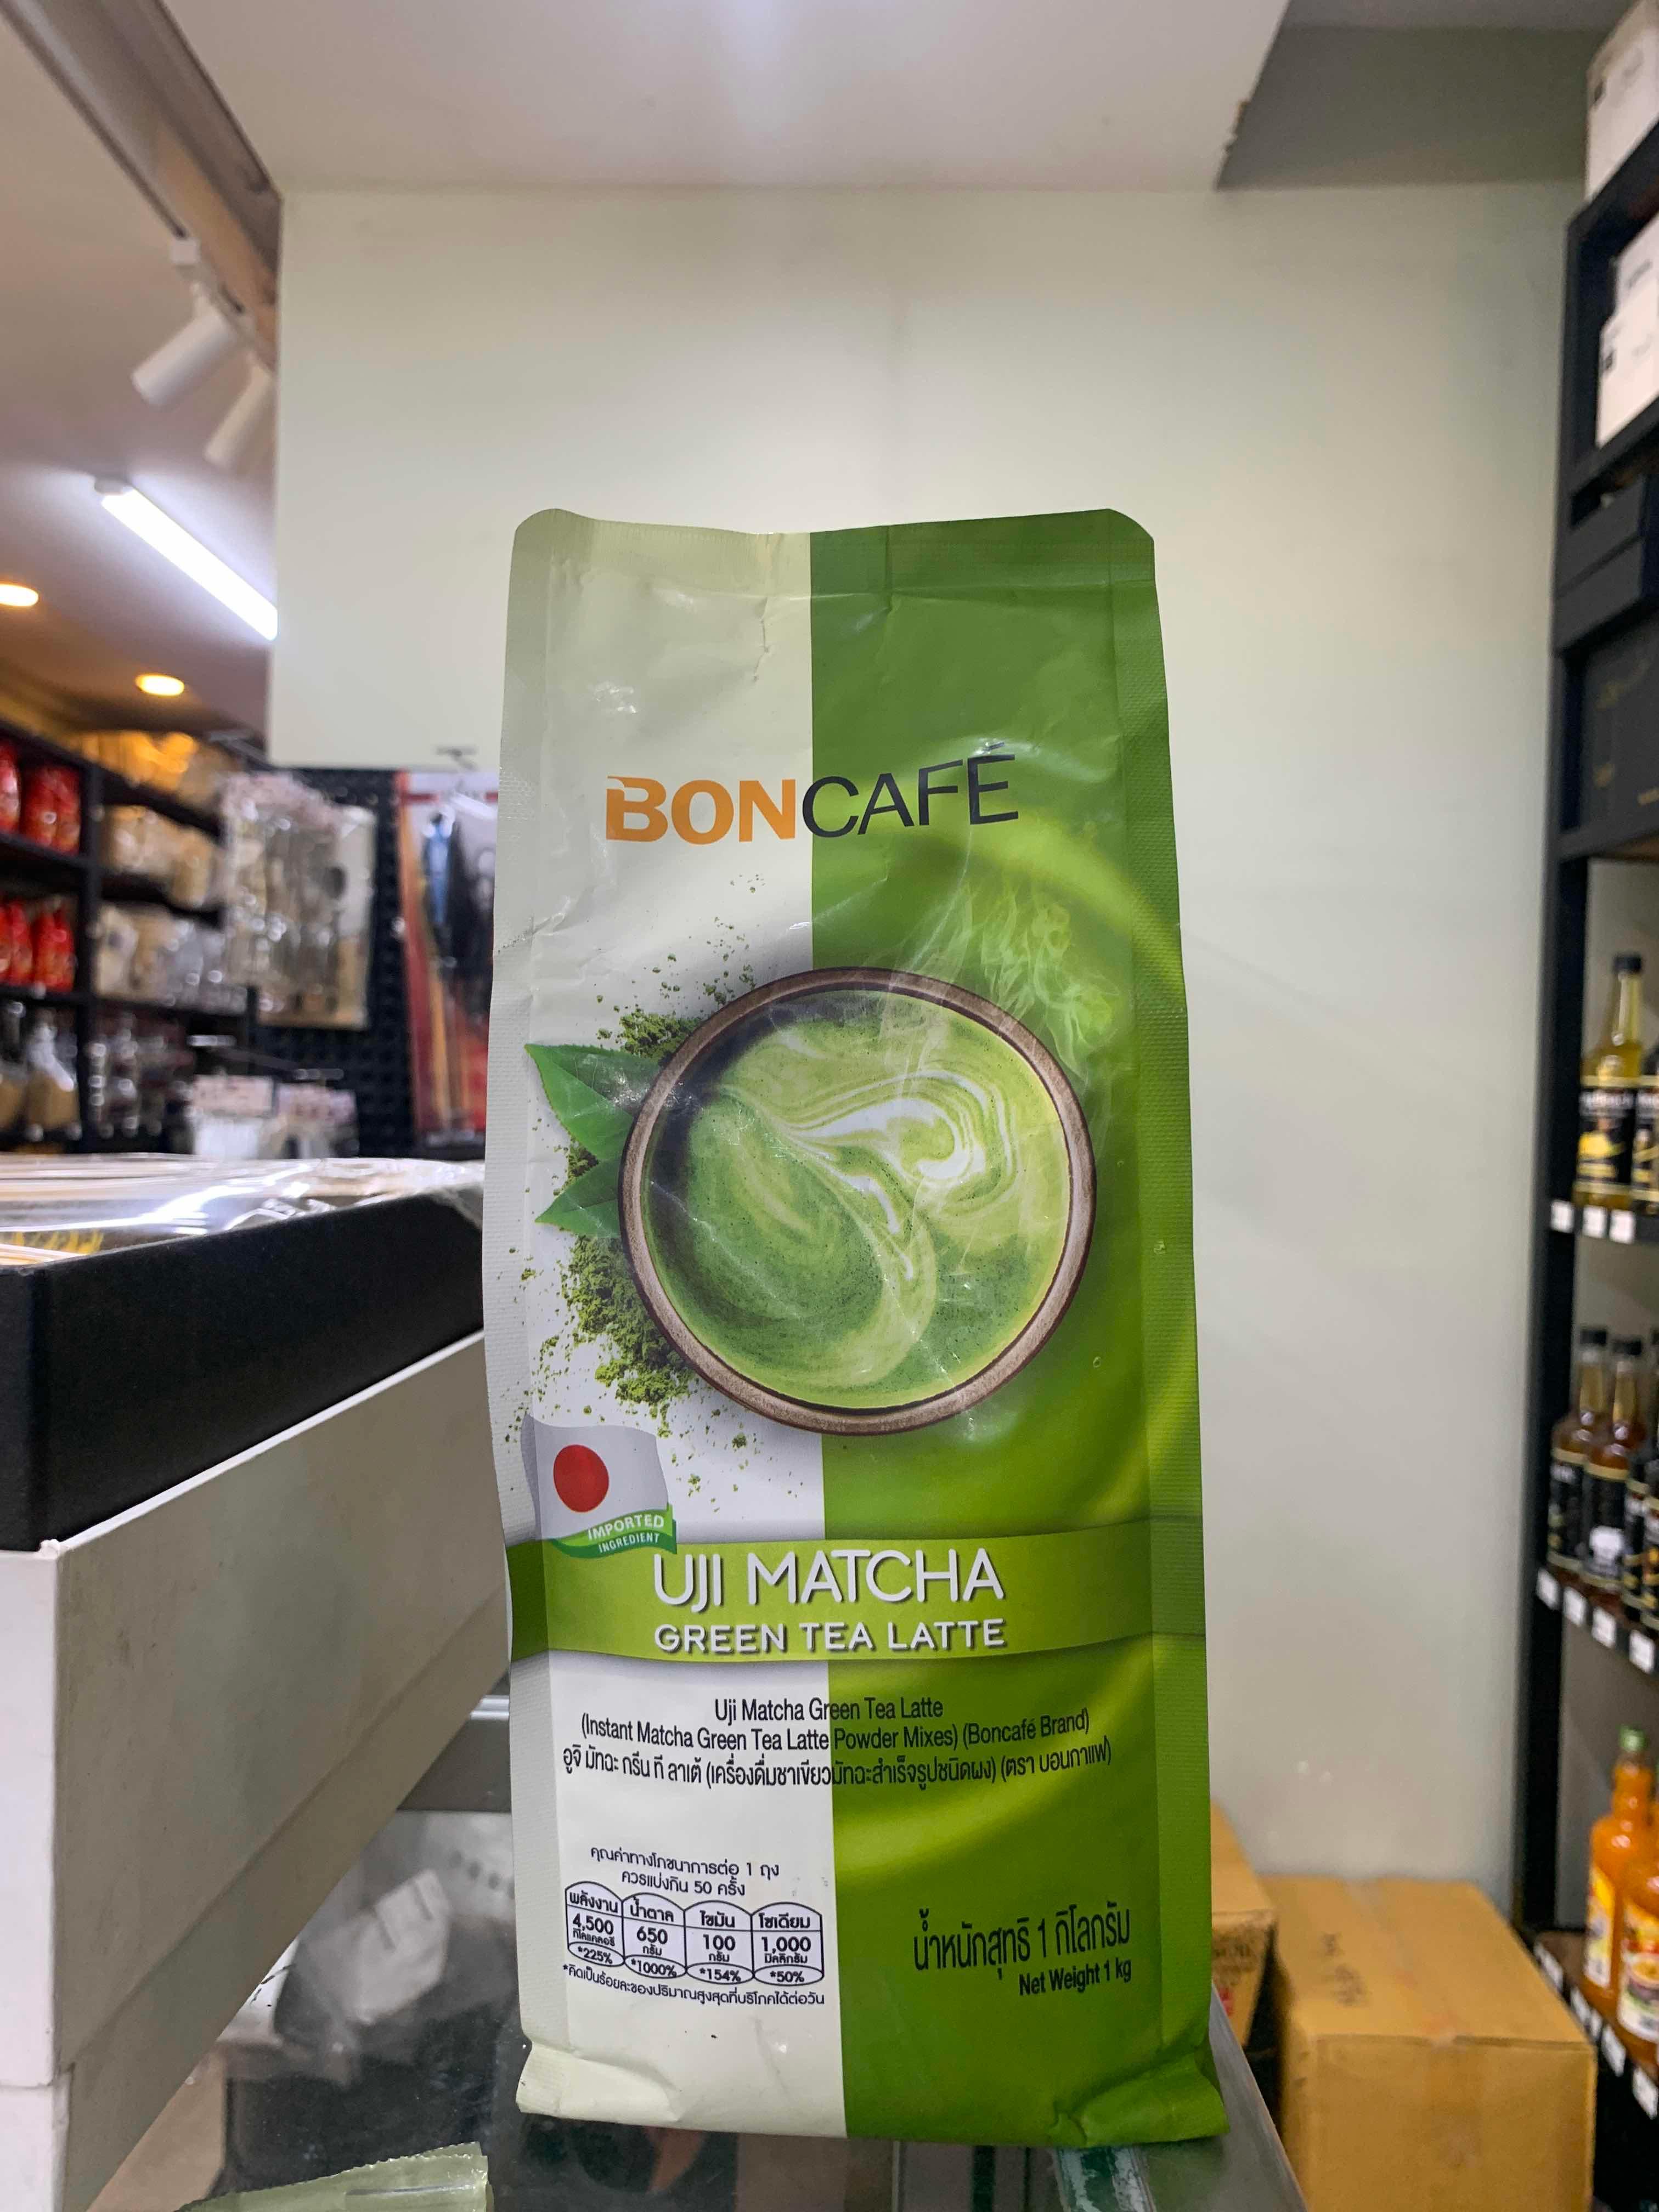 BONCAFÉ
IMPORTED
INGREDIENT
UJI MATCHA
GREEN TEA LATTE
Uji Matcha Green Tea Latte
(Instant Matcha Green Tea Latte Powder Mixes) (Boncafé Brand)
อูจิ มัทฉะ กรีน ที ลาเต้ (เครื่องดื่มชาเขียวมัทฉะสำเร็จรูปชนิดผง) (ตรา บอนกาแฟ)
คุณค่าทางโภชนาการต่อ 1 ถุง
ควรแบ่งกิน 50 ครั้ง
พลังงาน น้ำตาล ไขมัน โซเดียม
4,500 650 100 1,000
กิโลแคลอรี กรัม กรัม มิลลิกรัม
*225% *1000% *154% *50%
*คิดเป็นร้อยละของปริมาณสูงสุดที่บริโภคได้ต่อวัน
น้ำหนักสุทธิ 1 กิโลกรัม
Net Weight 1 kg